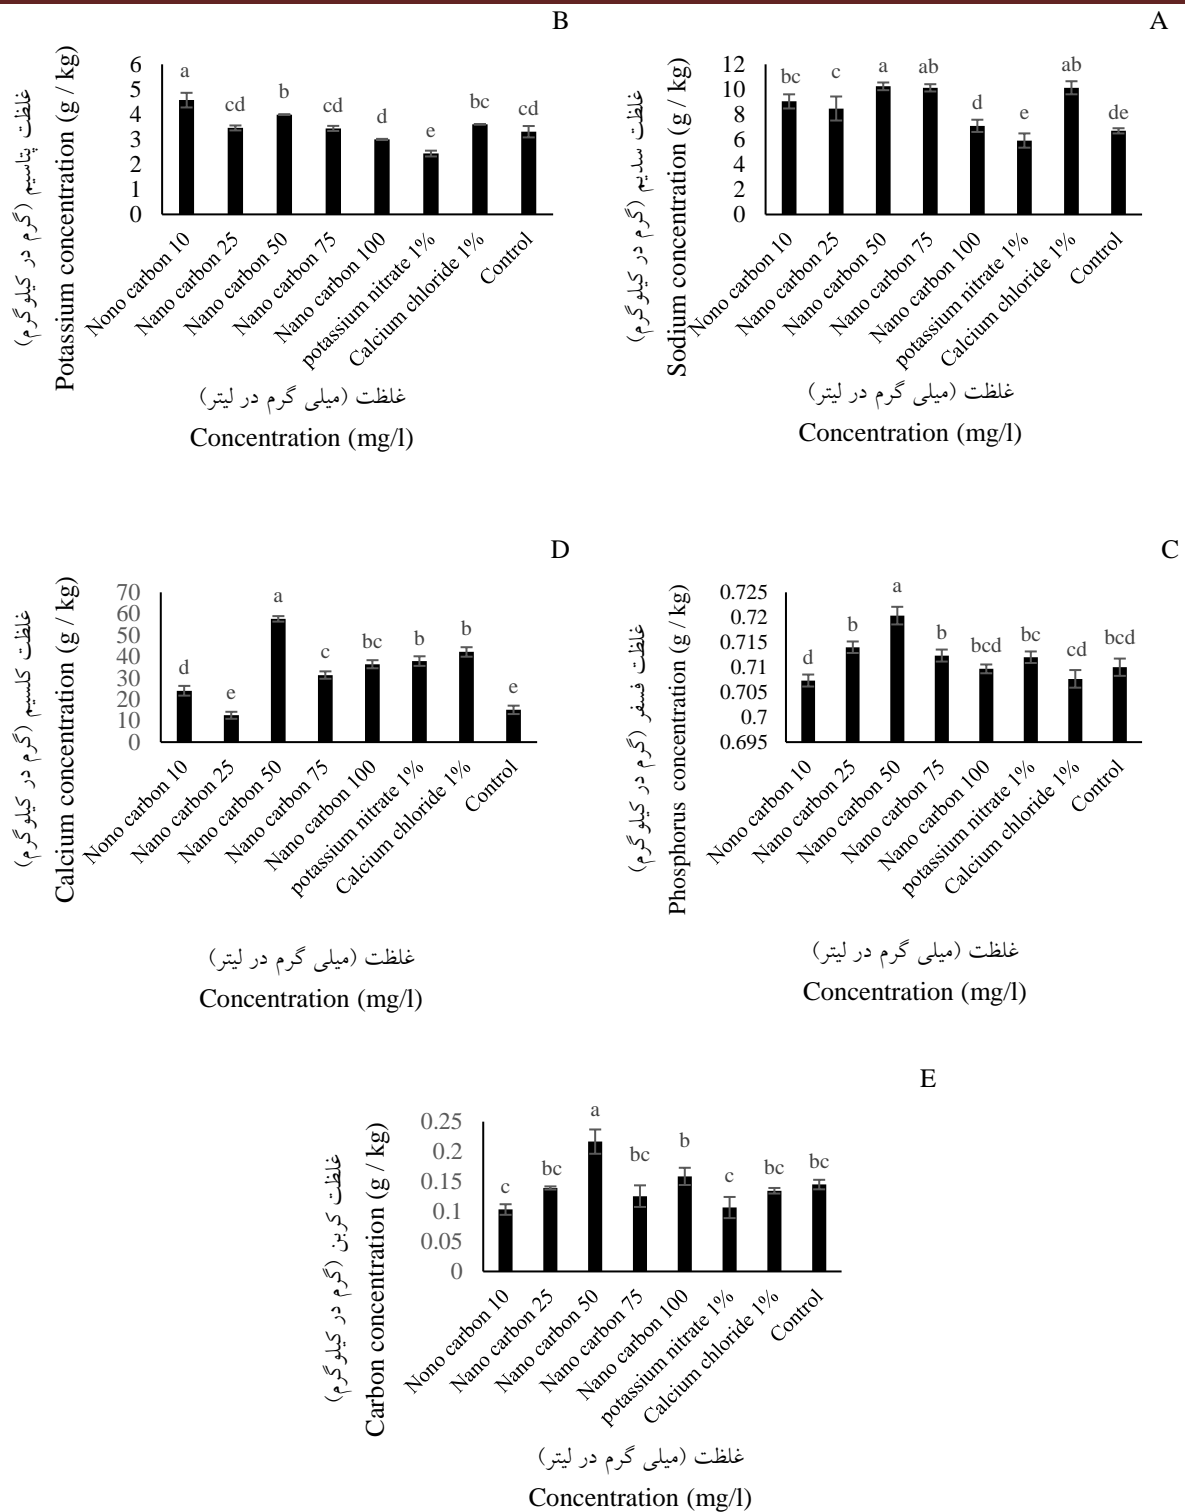 B
غلظت پتاسیم (گرم در کیلوگرم)
Potassium concentration (g / kg)
6
5
4
3
2
1
0
a
cd
b
cd
d
e
bc
cd
Nono carbon 10
Nano carbon 25
Nano carbon 50
Nano carbon 75
Nano carbon 100
potassium nitrate 1%
Calcium chloride 1%
Control
غلظت (میلی گرم در لیتر)
Concentration (mg/l)
A
غلظت سدیم (گرم در کیلوگرم)
Sodium concentration (g / kg)
12
10
8
6
4
2
0
bc
c
a
ab
d
e
ab
de
Nono carbon 10
Nano carbon 25
Nano carbon 50
Nano carbon 75
Nano carbon 100
potassium nitrate 1%
Calcium chloride 1%
Control
غلظت (میلی گرم در لیتر)
Concentration (mg/l)
D
غلظت کلسیم (گرم در کیلوگرم)
Calcium concentration (g / kg)
70
60
50
40
30
20
10
0
d
e
a
c
bc
b
b
e
Nono carbon 10
Nano carbon 25
Nano carbon 50
Nano carbon 75
Nano carbon 100
potassium nitrate 1%
Calcium chloride 1%
Control
غلظت (میلی گرم در لیتر)
Concentration (mg/l)
C
غلظت فسفر (گرم در کیلوگرم)
Phosphorus concentration (g / kg)
0.725
0.72
0.715
0.71
0.705
0.7
0.695
d
b
a
b
bcd
bc
cd
bcd
Nono carbon 10
Nano carbon 25
Nano carbon 50
Nano carbon 75
Nano carbon 100
potassium nitrate 1%
Calcium chloride 1%
Control
غلظت (میلی گرم در لیتر)
Concentration (mg/l)
E
غلظت کربن (گرم در کیلوگرم)
Carbon concentration (g / kg)
0.25
0.2
0.15
0.1
0.05
0
c
bc
a
bc
b
c
bc
bc
Nono carbon 10
Nano carbon 25
Nano carbon 50
Nano carbon 75
Nano carbon 100
potassium nitrate 1%
Calcium chloride 1%
Control
غلظت (میلی گرم در لیتر)
Concentration (mg/l)